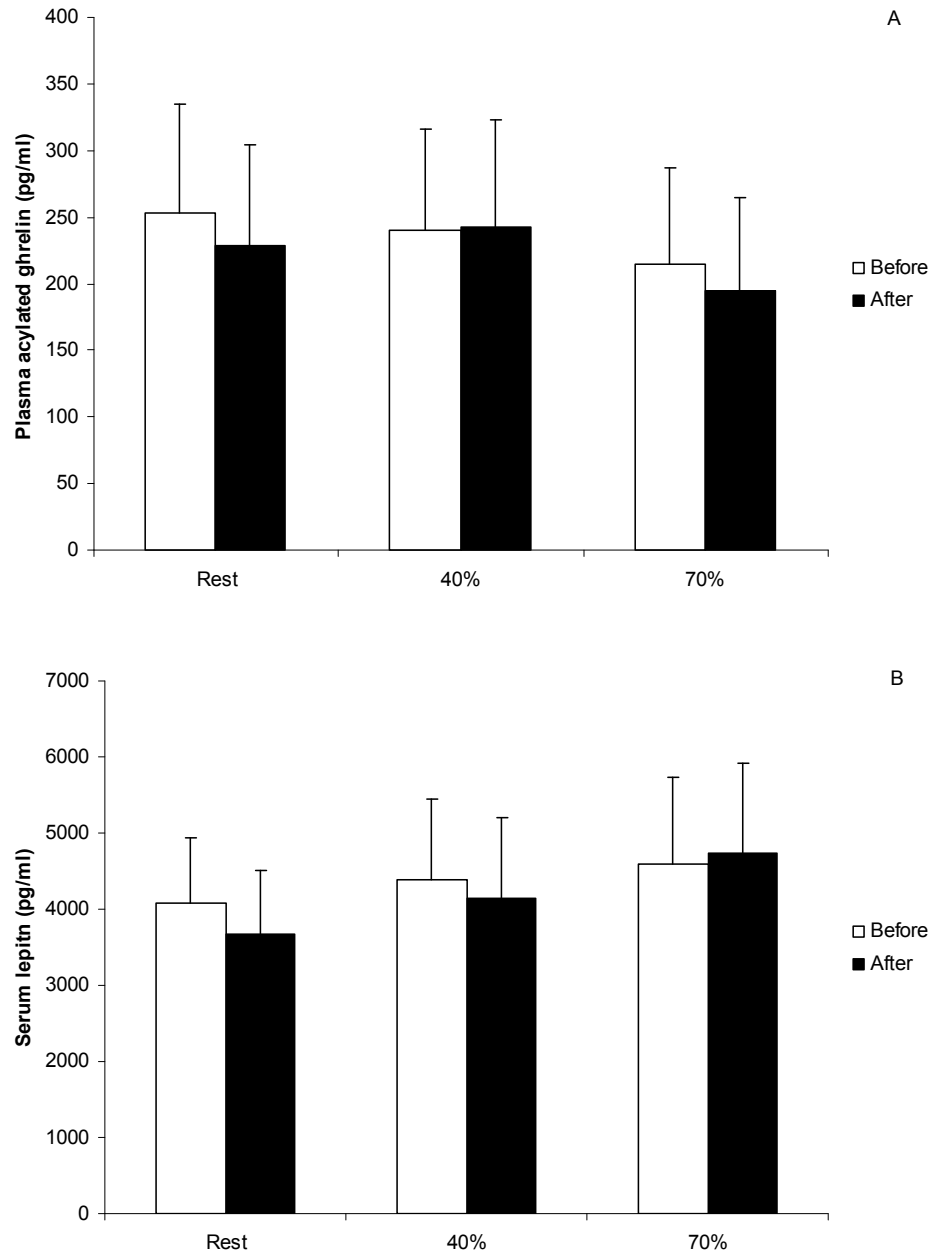 A
400
350
300
250
200
150
100
50
0
Plasma acylated ghrelin (pg/ml)
Rest 40% 70%
Before
After
B
7000
6000
5000
4000
3000
2000
1000
0
Serum lepitn (pg/ml)
Rest 40% 70%
Before
After